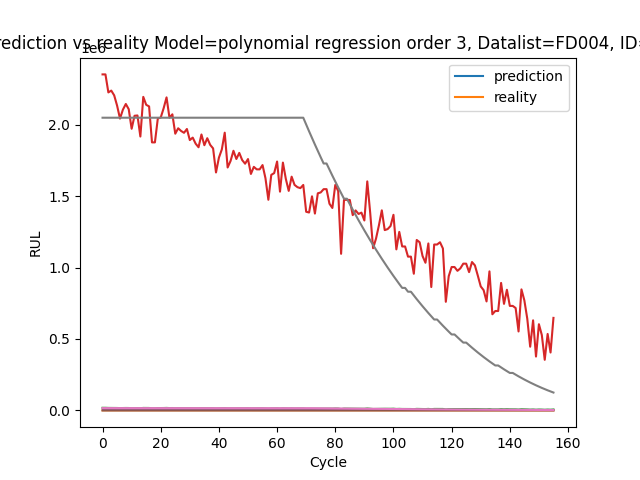 rediction vs reality Model=polynomial regression order 3, Datalist=FD004, ID=
1e6
prediction
reality
2.0
1.5
1.0
0.5
0.0
RUL
0 20 40 60 80 100 120 140 160
Cycle